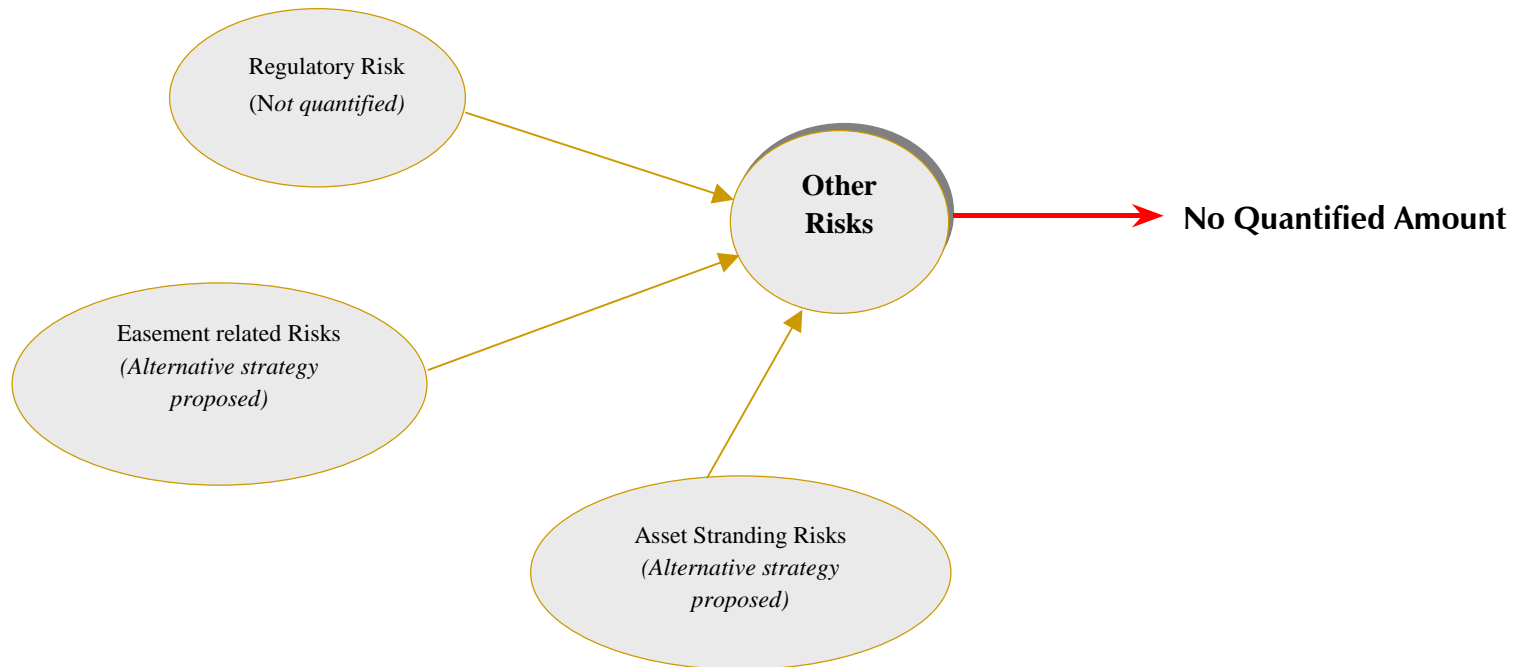 Regulatory Risk
(Not quantified)
Other
Risks
No Quantified Amount
Easement related Risks
(Alternative strategy
proposed)
Asset Stranding Risks
(Alternative strategy
proposed)